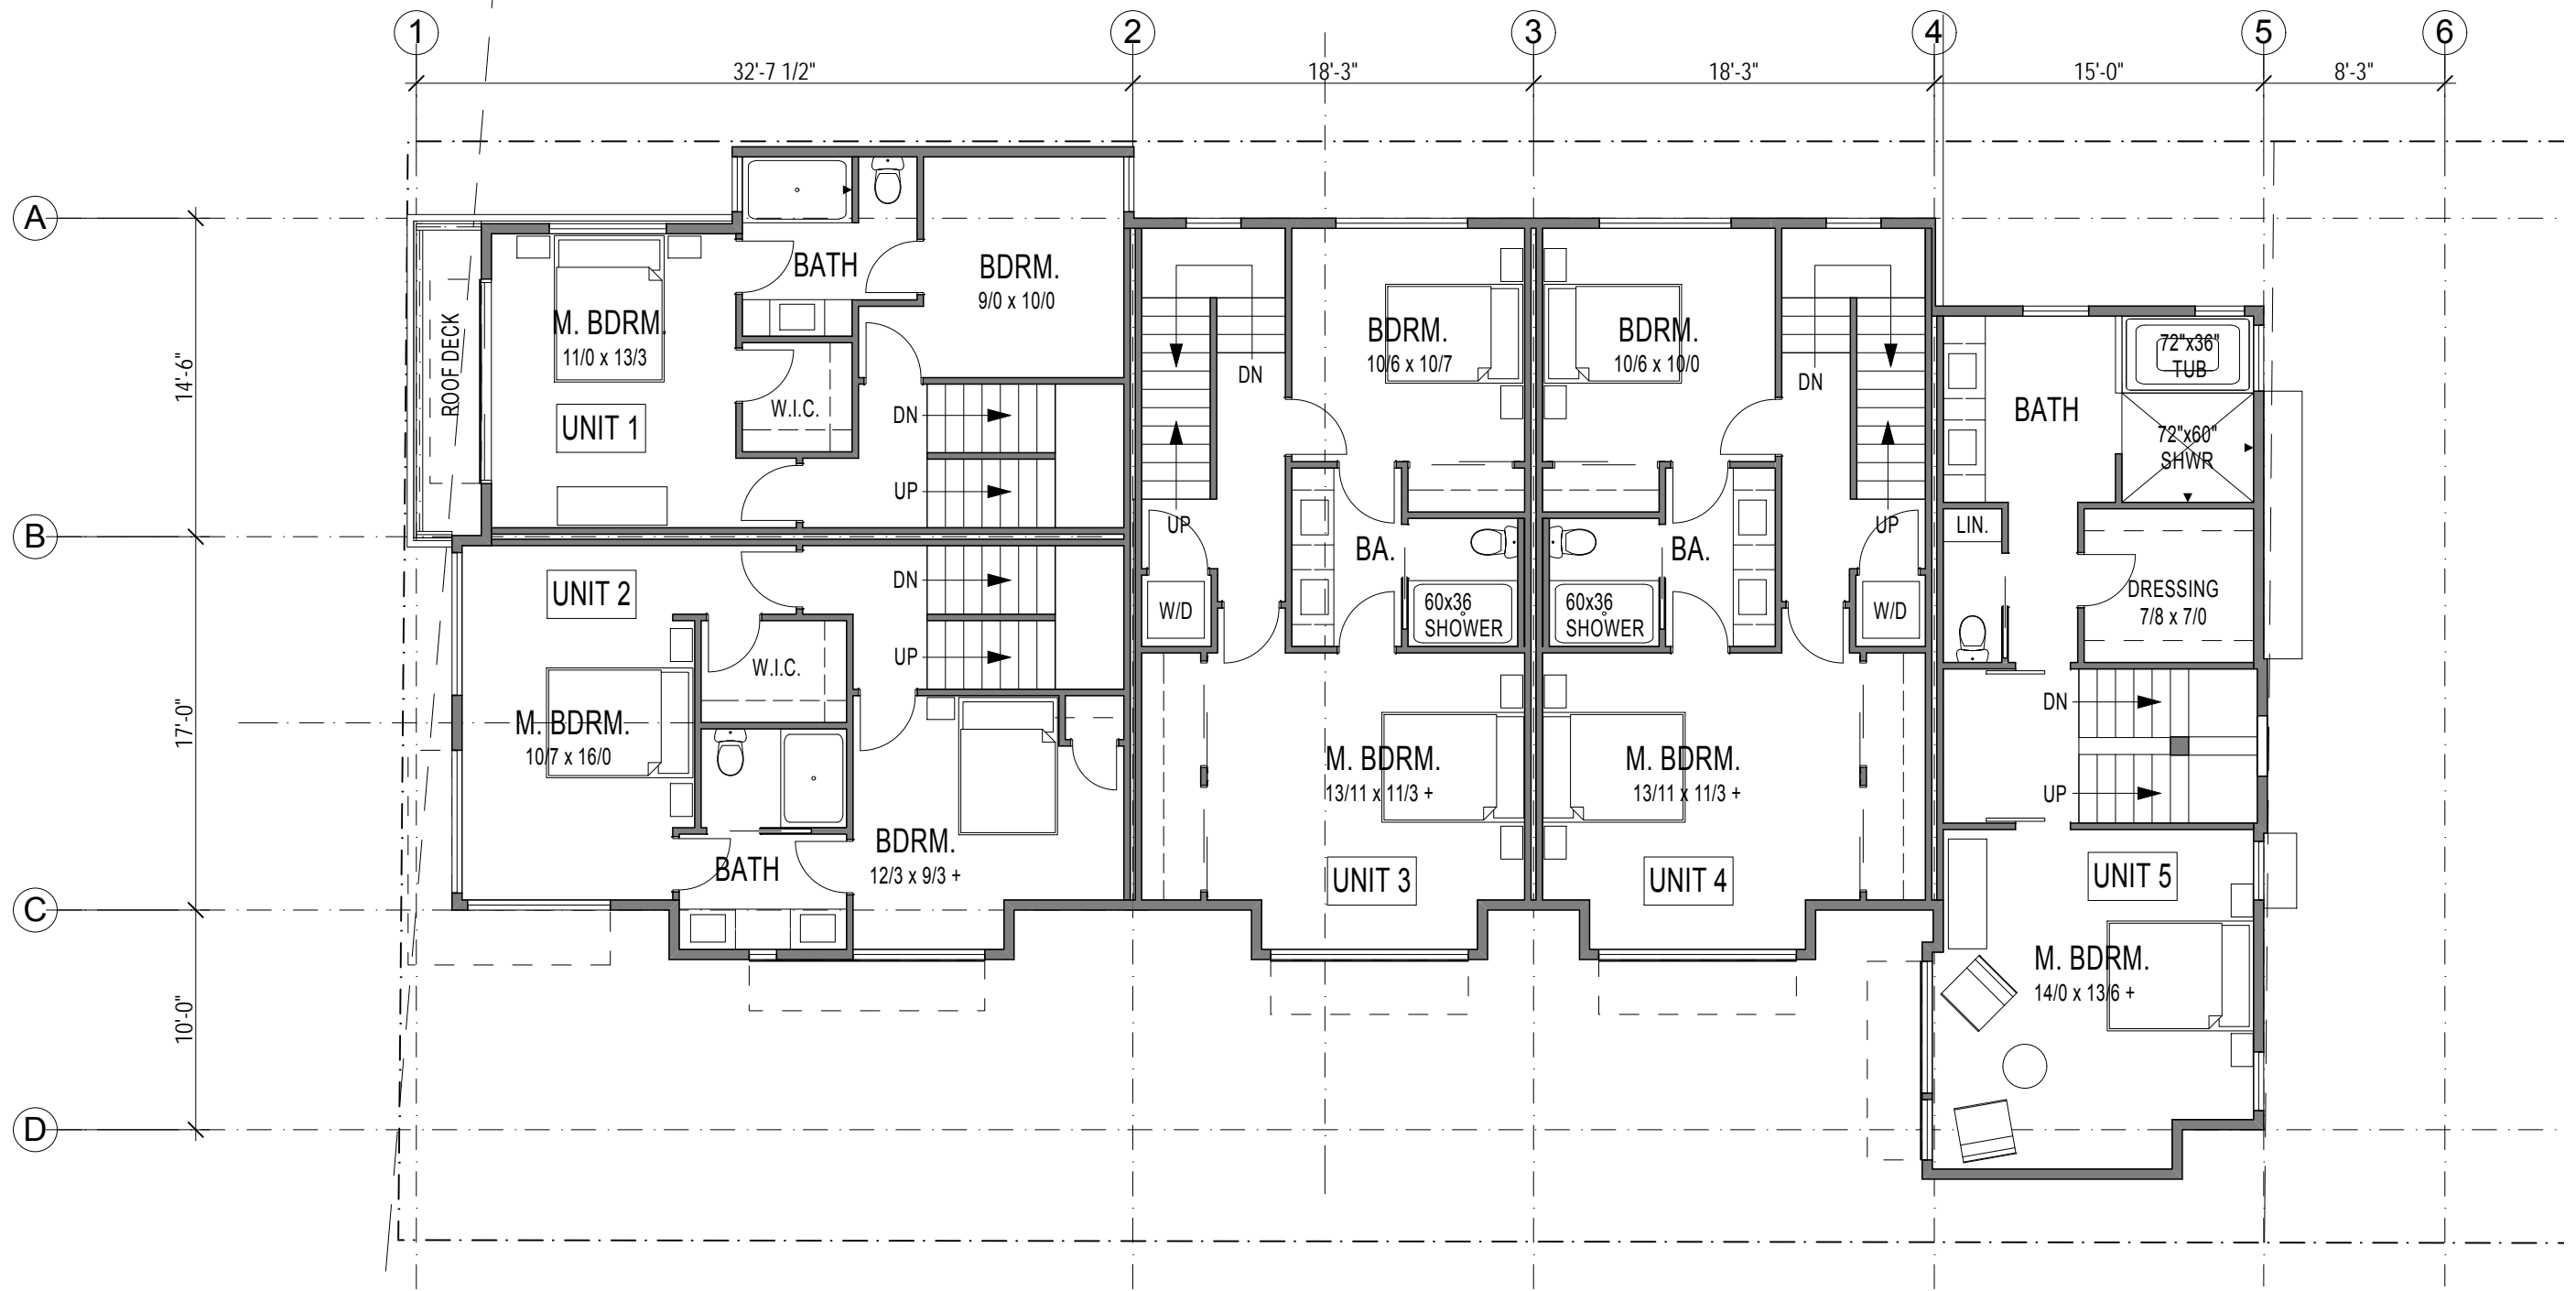 1
2
3
4
5
6
32'-7 1/2"
18'-3"
18'-3"
15'-0"
8'-3"
A
B
C
D
14'-6"
17'-0"
10'-0"
ROOF DECK
M. BDRM.
11/0 x 13/3
UNIT 1
BATH
W.I.C.
BDRM.
9/0 x 10/0
DN
UP
UNIT 2
M. BDRM.
10/7 x 16/0
W.I.C.
BATH
DN
UP
BDRM.
12/3 x 9/3 +
DN
UP
W/D
BDRM.
10/6 x 10/7
BA.
60x36
SHOWER
M. BDRM.
13/11 x 11/3 +
UNIT 3
BDRM.
10/6 x 10/0
DN
UP
BA.
60x36
SHOWER
W/D
M. BDRM.
13/11 x 11/3 +
UNIT 4
BATH
72"x36"
TUB
72"x60"
SHWR
LIN.
DRESSING
7/8 x 7/0
DN
UP
UNIT 5
M. BDRM.
14/0 x 13/6 +